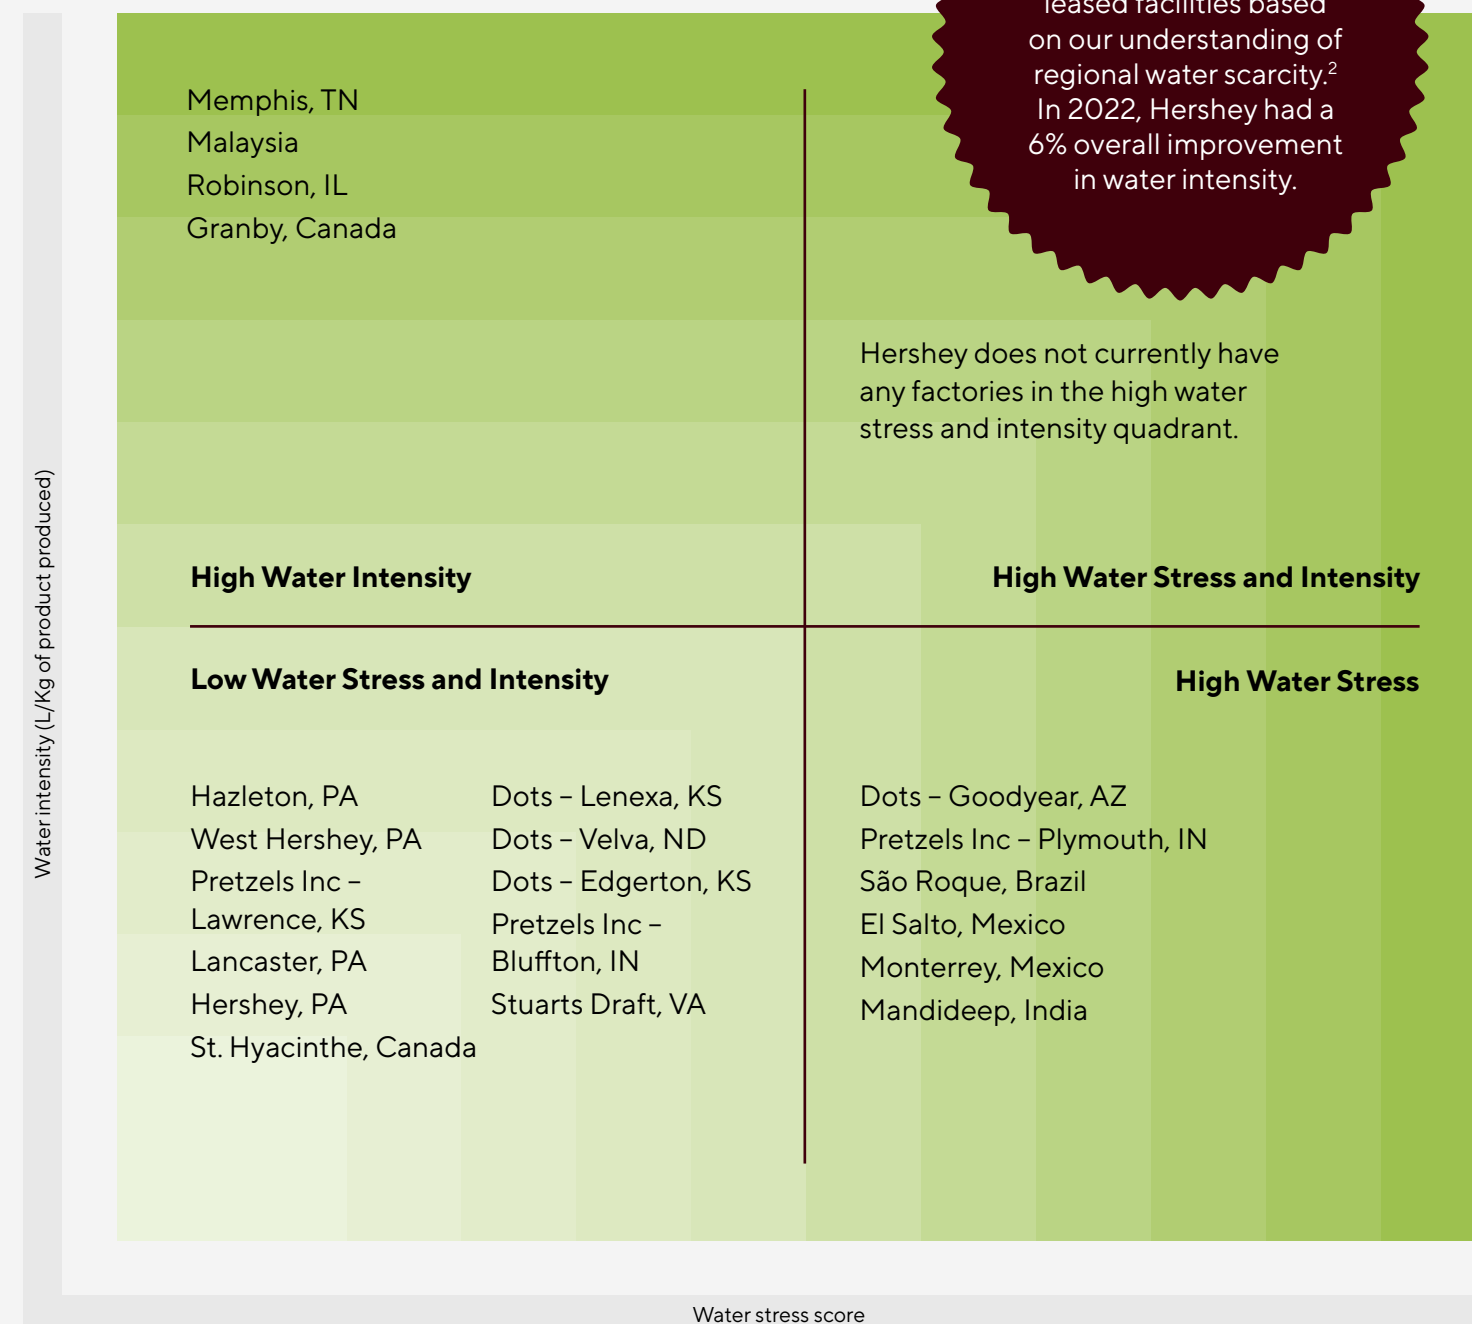 leased facilities based
on our understanding of
regional water scarcity.2
In 2022, Hershey had a
6% overall improvement
in water intensity.
Memphis, TN
Malaysia
Robinson, IL
Granby, Canada
Hershey does not currently have
any factories in the high water
stress and intensity quadrant.
Water intensity (L/Kg of product produced)
High Water Intensity
High Water Stress and Intensity
Low Water Stress and Intensity
High Water Stress
Hazleton, PA
West Hershey, PA
Pretzels Inc –
Lawrence, KS
Lancaster, PA
Hershey, PA
St. Hyacinthe, Canada
Dots – Lenexa, KS
Dots – Velva, ND
Dots – Edgerton, KS
Pretzels Inc –
Bluffton, IN
Stuarts Draft, VA
Dots – Goodyear, AZ
Pretzels Inc – Plymouth, IN
São Roque, Brazil
El Salto, Mexico
Monterrey, Mexico
Mandideep, India
Water stress score